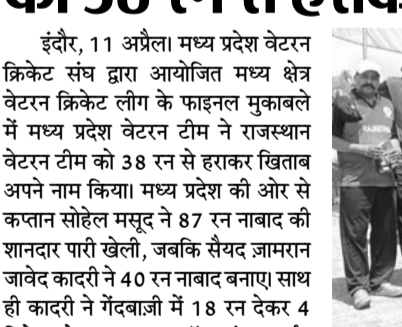 इंदौर, 11 अप्रैल। मध्य प्रदेश वेटरन
क्रिकेट संघ द्वारा आयोजित मध्य क्षेत्र
वेटरन क्रिकेट लीग के फाइनल मुकाबले
में मध्य प्रदेश वेटरन टीम ने राजस्थान
वेटरन टीम को 38 रन से हराकर खिताब
अपने नाम किया। मध्य प्रदेश की ओर से
कप्तान सोहेल मसूद ने 87 रन नाबाद की
शानदार पारी खेली, जबकि सैयद ज़ामरान
जावेद कादरी ने 40 रन नाबाद बनाए। साथ
ही कादरी ने गेंदबाज़ी में 18 रन देकर 4